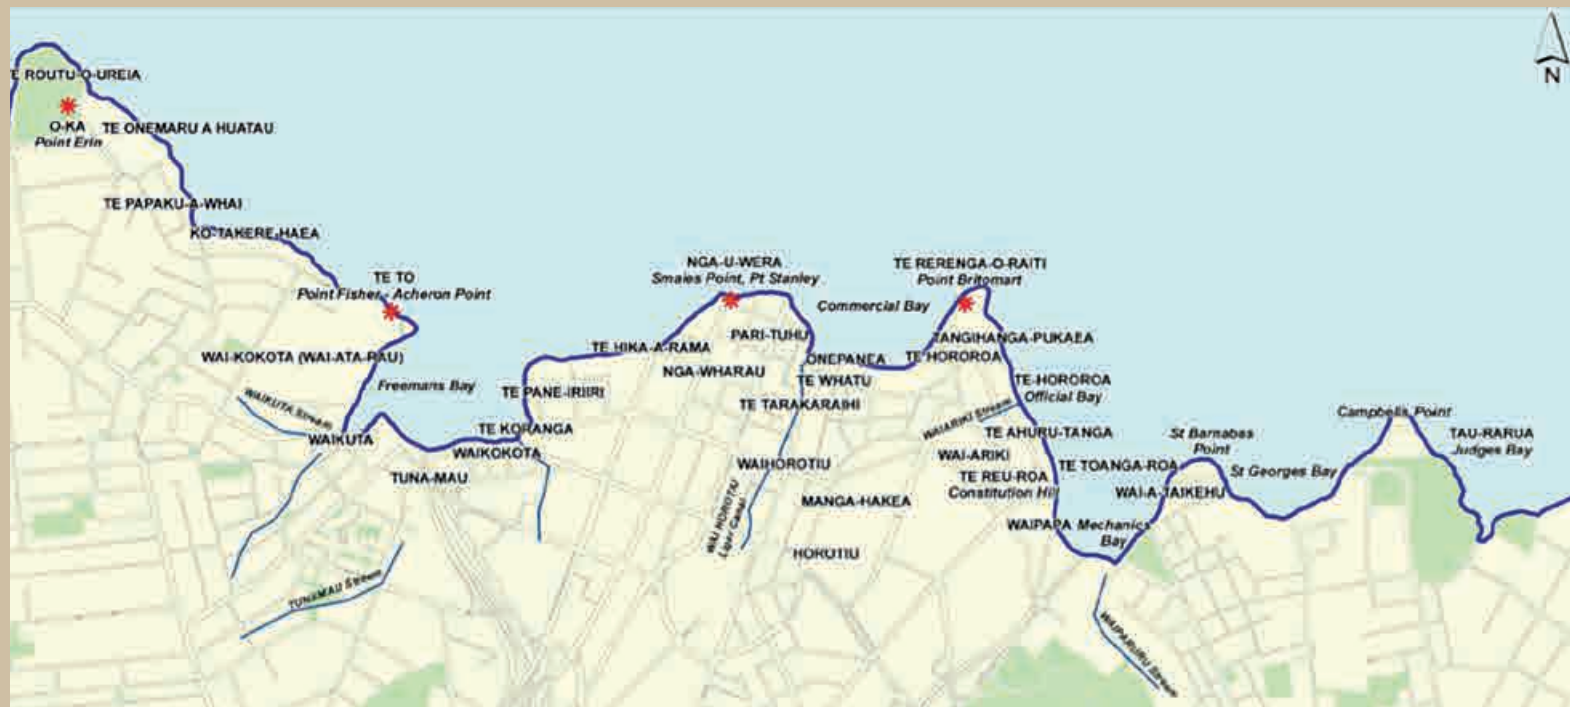 TE ROUTU-O-UREIA
N
O-KA
Point Erin
TE ONEMARU A HUATAU
TE PAPAKU-A-WHAI
KO-TAKERE-HAEA
TE TO
Point Fisher - Acheron Point
WAI-KOKOTA (WAI-ATA-RAU)
Freemans Bay
WAIKUTA Stream
WAIKUTA
TUNA-MAU
TUNAMAU Stream
TE KORANGA
WAIKOKOTA
TE PANE-IRIIRI
TE HIKA-A-RAMA
NGA-U-WERA
Smales Point, Pt Stanley
PARI-TUHU
NGA-WHARAU
Commercial Bay
ONEPANEA
TE WHATU
TE TARAKARAIHI
WAIHOROTIU
WAI HOROTIU
Ligar Canal
MANGA-HAKEA
HOROTIU
TE RERENGA-O-RAITI
Point Britomart
TANGIHANGA-PUKAEA
TE HOROROA
TE-HOROROA
Official Bay
WAIARIKI Stream
TE AHURU-TANGA
WAI-ARIKI
TE REU-ROA
Constitution Hill
TE TOANGA-ROA
WAI-A-TAIKEHU
WAIPAPA Mechanics
Bay
WAIPARURU Stream
St Barnabas
Point
St Georges Bay
Campbells Point
TAU-RARUA
Judges Bay